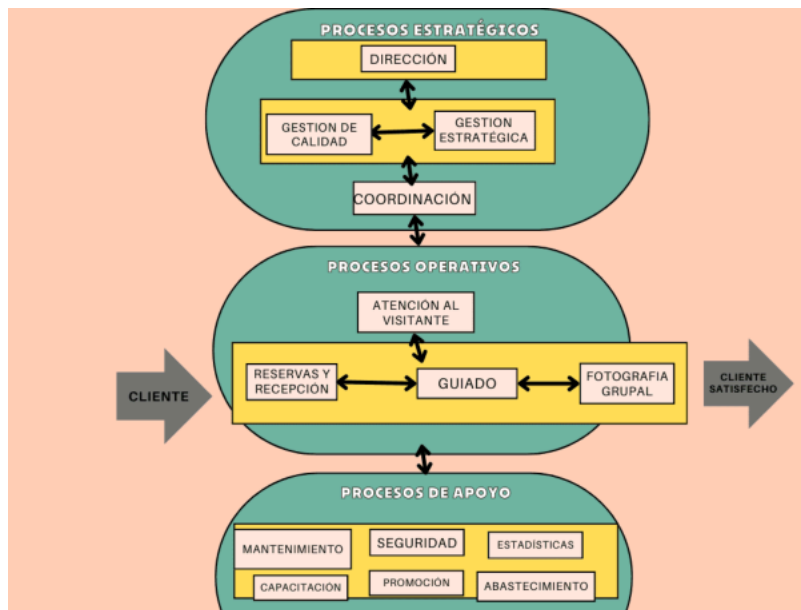 PROCESOS ESTRATÉGICOS
DIRECCIÓN
GESTION DE
CALIDAD
GESTION
ESTRATÉGICA
COORDINACIÓN
PROCESOS OPERATIVOS
ATENCIÓN AL
VISITANTE
CLIENTE
RESERVAS Y
RECEPCIÓN
GUIADO
FOTOGRAFIA
GRUPAL
CLIENTE
SATISFECHO
PROCESOS DE APOYO
MANTENIMIENTO
SEGURIDAD
ESTADÍSTICAS
CAPACITACIÓN
PROMOCIÓN
ABASTECIMIENTO